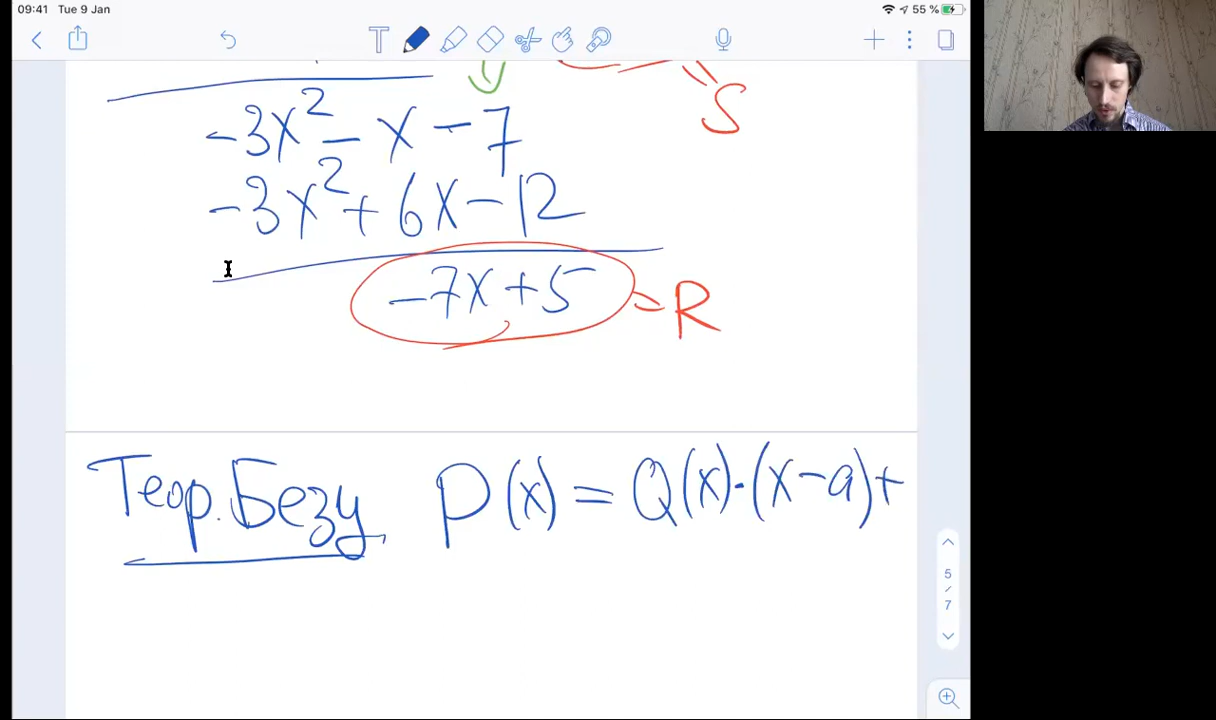 09:41 Tue 9 Jan 55 %
T
S
-3x² - x - 7
-3x² + 6x - 12
-7x + 5 = R
Теор. Безу P(x) = Q(x)·(x-a)+
5
/
7